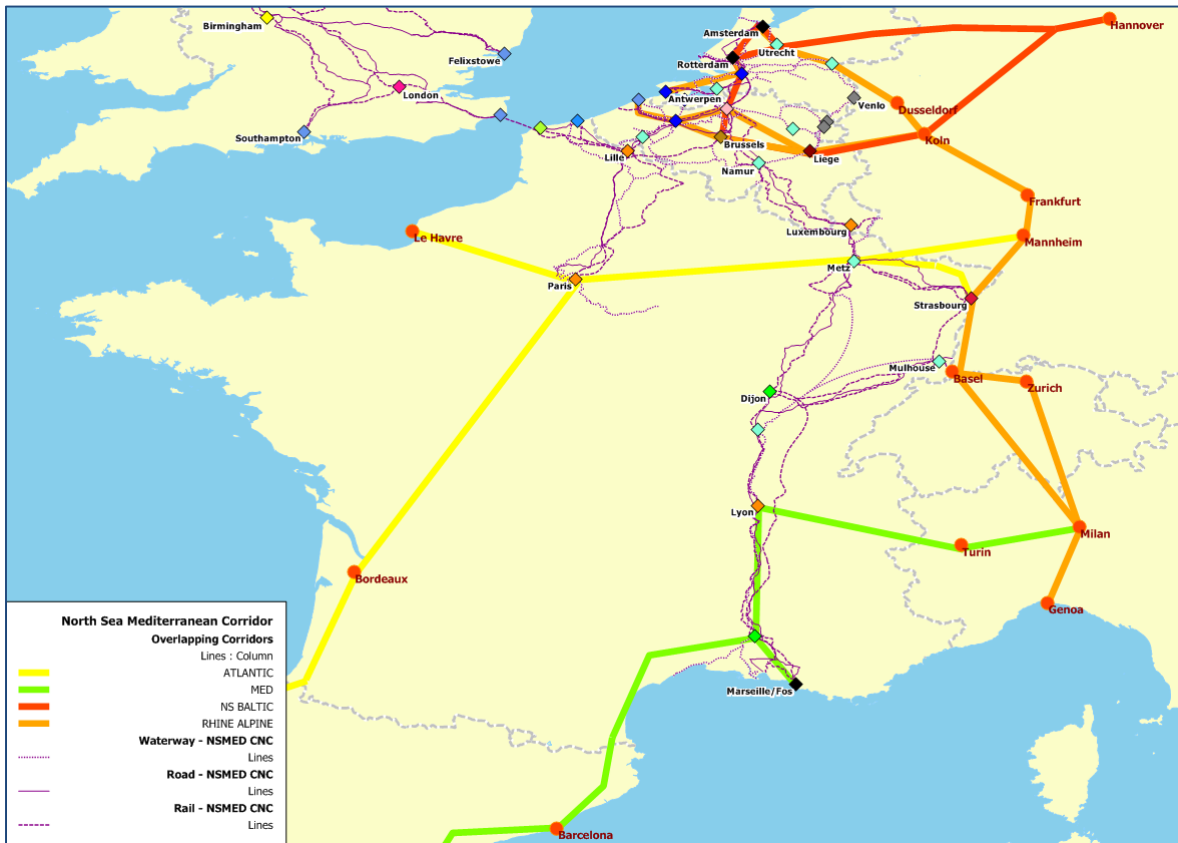 Birmingham
Felixstowe
London
Southampton
Amsterdam
Utrecht
Rotterdam
Hannover
Antwerpen
Venlo
Dusseldorf
Brussels
Koln
Lille
Liege
Namur
Frankfurt
Luxembourg
Le Havre
Mannheim
Metz
Paris
Strasbourg
Mulhouse
Basel
Zurich
Dijon
Lyon
Milan
Turin
Bordeaux
Genoa
Marseille/Fos
Barcelona
North Sea Mediterranean Corridor
Overlapping Corridors
Lines : Column
ATLANTIC
MED
NS BALTIC
RHINE ALPINE
Waterway - NSMED CNC
Lines
Road - NSMED CNC
Lines
Rail - NSMED CNC
Lines